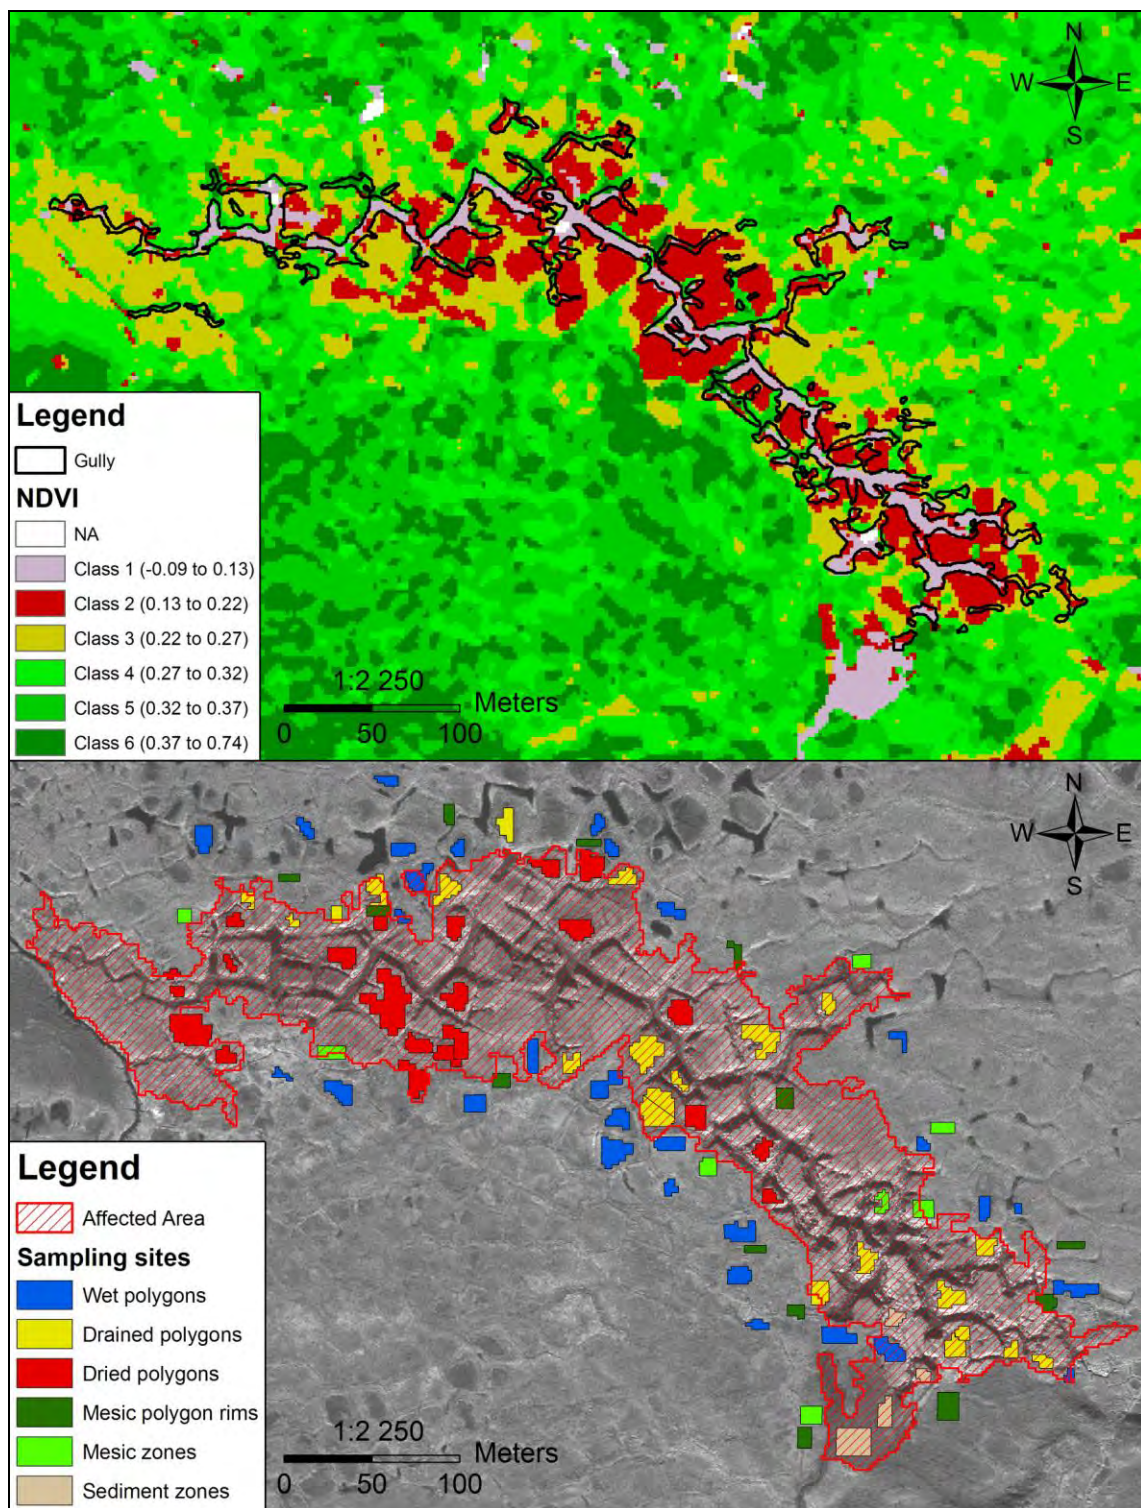 N
W E
S
Legend
Gully
NDVI
NA
Class 1 (-0.09 to 0.13)
Class 2 (0.13 to 0.22)
Class 3 (0.22 to 0.27)
Class 4 (0.27 to 0.32)
Class 5 (0.32 to 0.37)
Class 6 (0.37 to 0.74)
1:2 250
Meters
0 50 100
N
W E
S
Legend
Affected Area
Sampling sites
Wet polygons
Drained polygons
Dried polygons
Mesic polygon rims
Mesic zones
Sediment zones
1:2 250
Meters
0 50 100